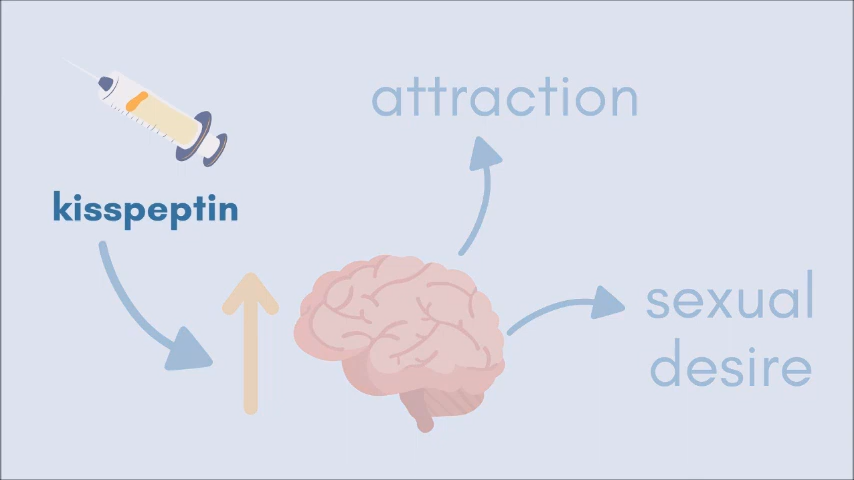 attraction
kisspeptin
sexual
desire